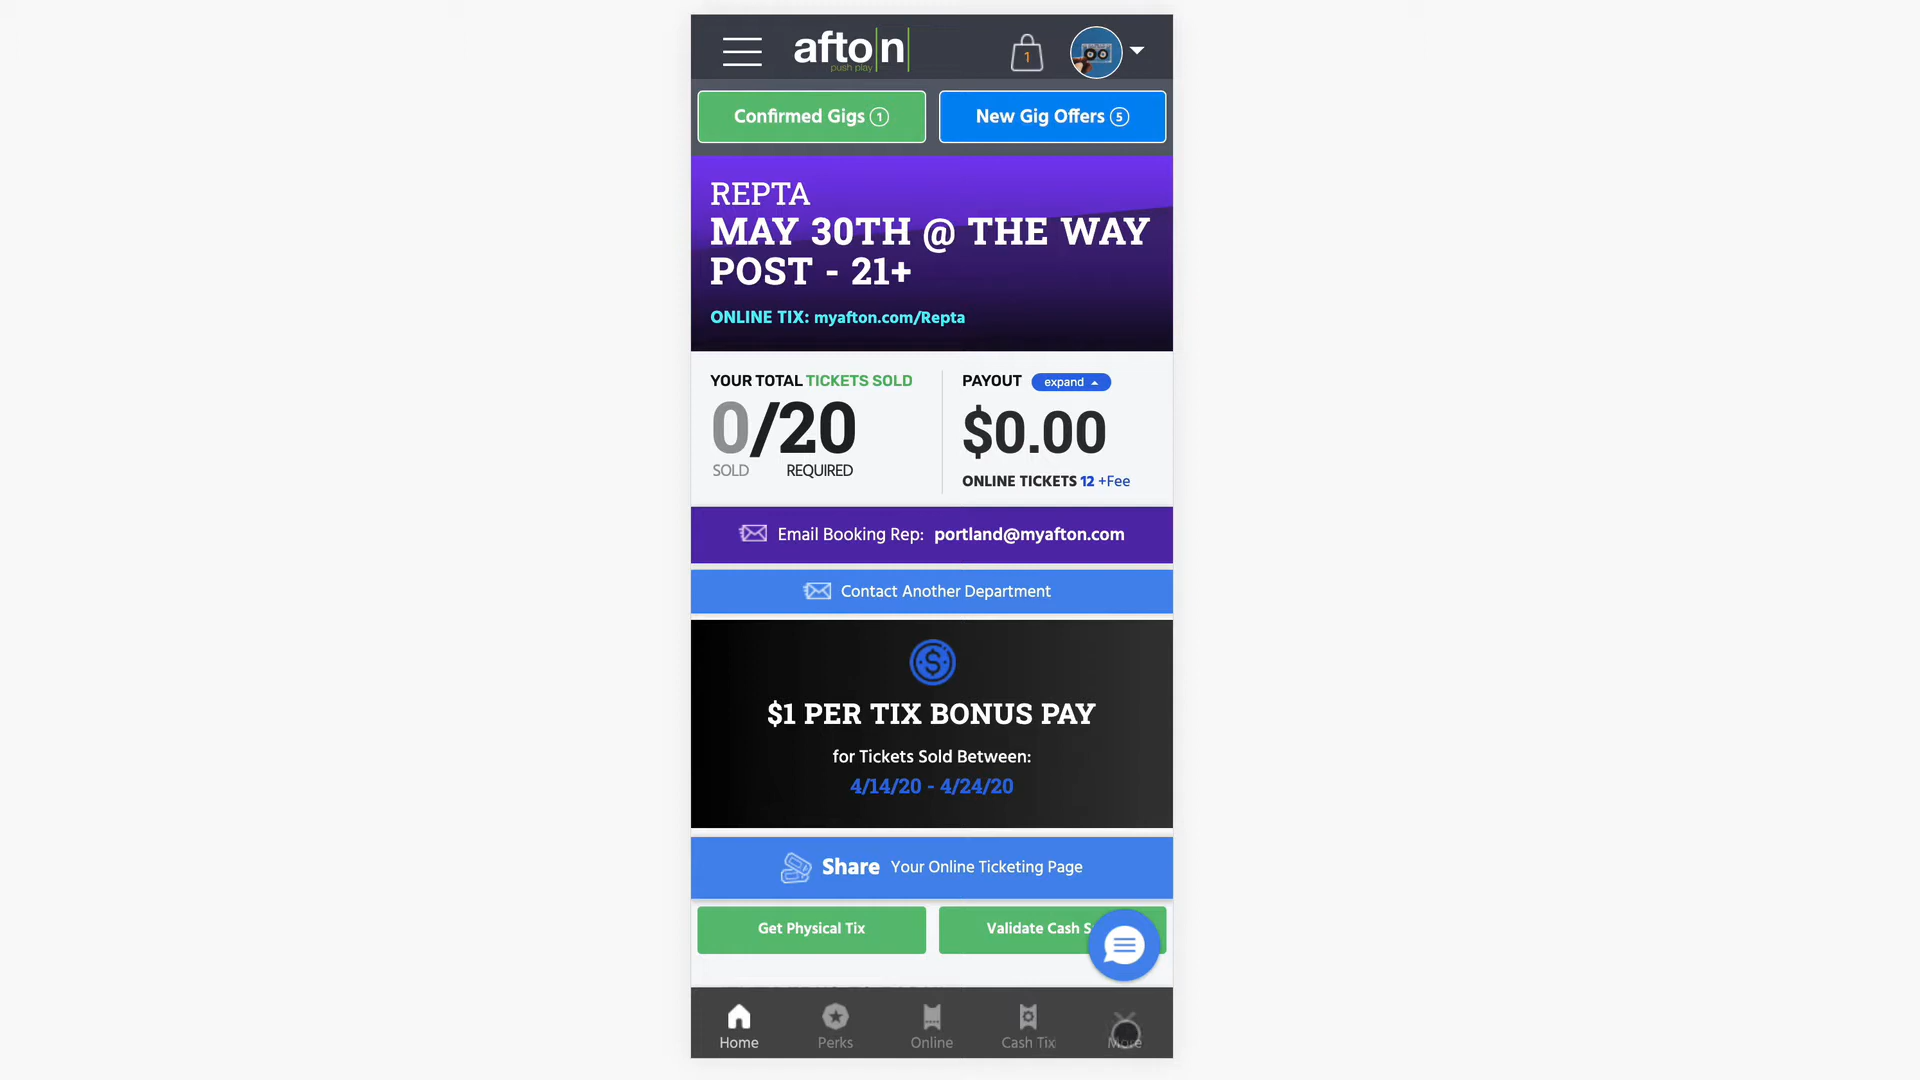 afto|n|
push play
1
Confirmed Gigs 1
New Gig Offers 5
REPTA
MAY 30TH @ THE WAY
POST - 21+
ONLINE TIX: myafton.com/Repta
YOUR TOTAL TICKETS SOLD
0/20
SOLD REQUIRED
PAYOUT expand
$0.00
ONLINE TICKETS 12 +Fee
Email Booking Rep: portland@myafton.com
Contact Another Department
$1 PER TIX BONUS PAY
for Tickets Sold Between:
4/14/20 - 4/24/20
Share Your Online Ticketing Page
Get Physical Tix
Validate Cash S
Home
Perks
Online
Cash Tix
More